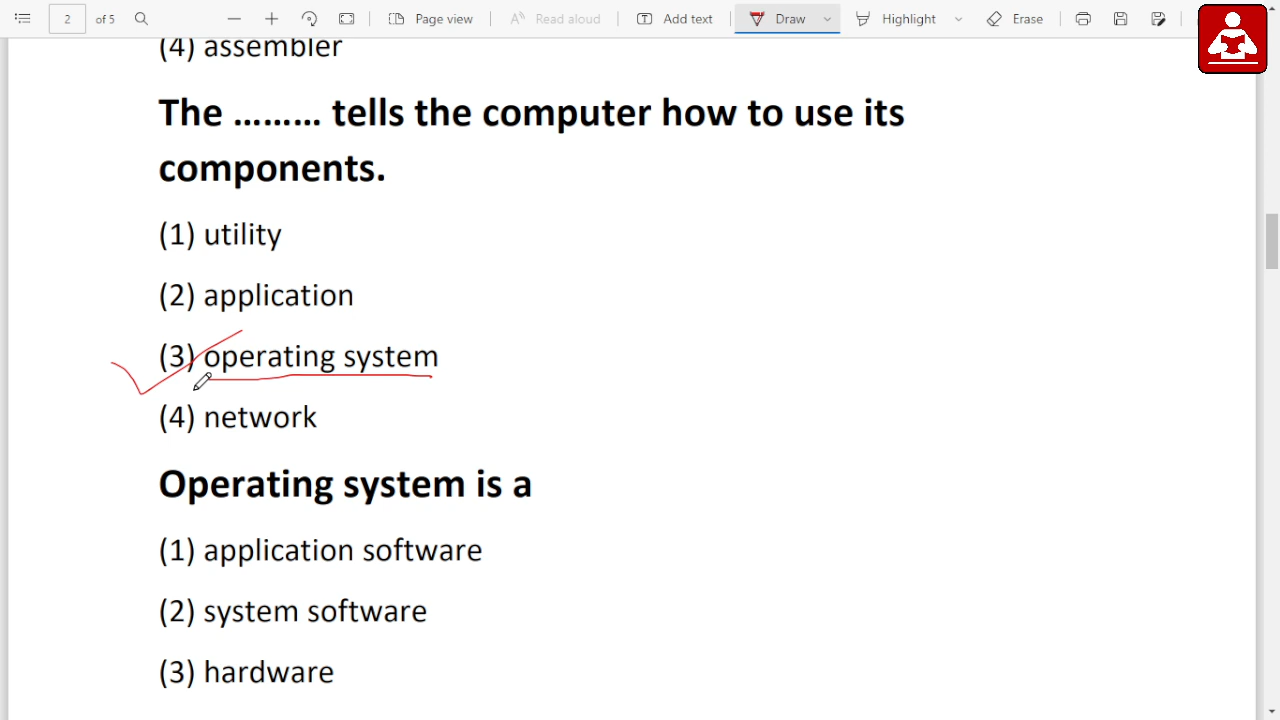 2 of 5 Page view Read aloud Add text Draw Highlight Erase
(4) assembler
The ……… tells the computer how to use its
components.
(1) utility
(2) application
(3) operating system
(4) network
Operating system is a
(1) application software
(2) system software
(3) hardware